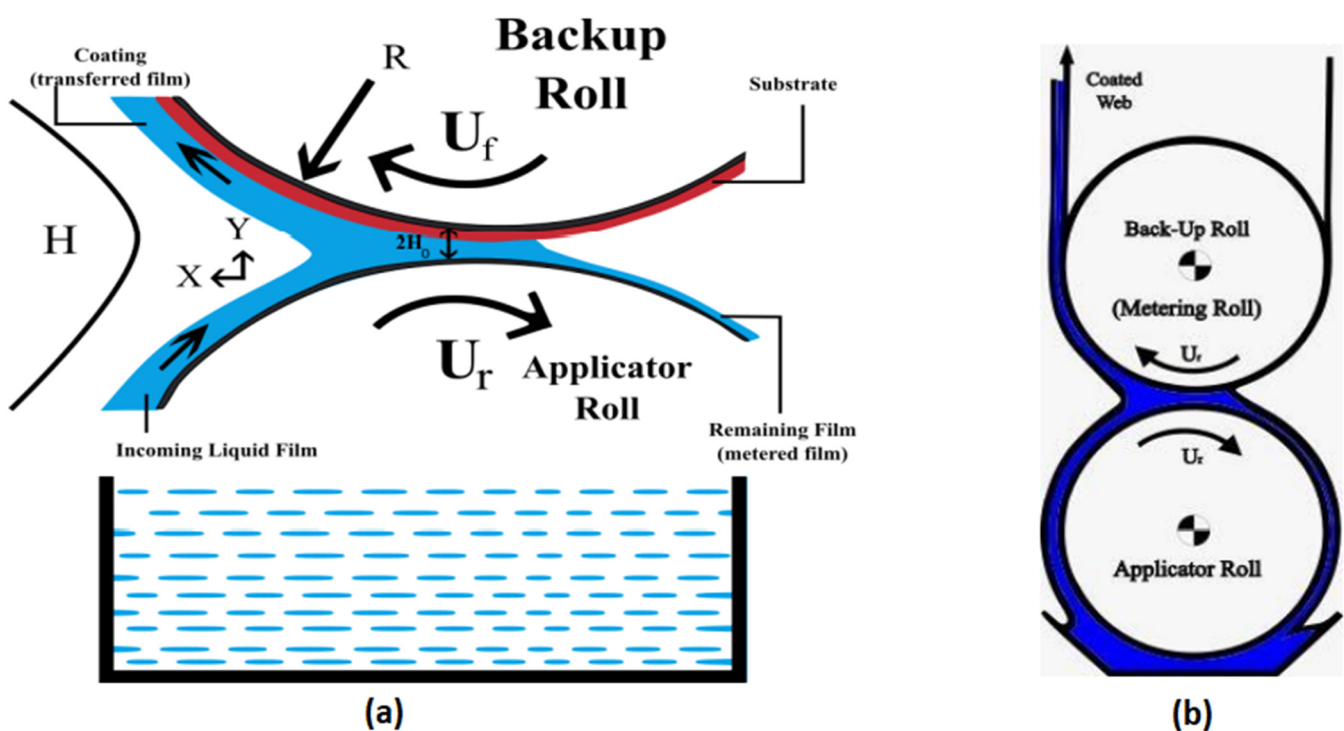 Backup
Roll
Coating
(transferred film)
R
Substrate
Uf
H
Y
X
2H0
Ur
Applicator
Roll
Incoming Liquid Film
Remaining Film
(metered film)
(a)
Coated
Web
Back-Up Roll
(Metering Roll)
Uf
Ur
Applicator Roll
(b)